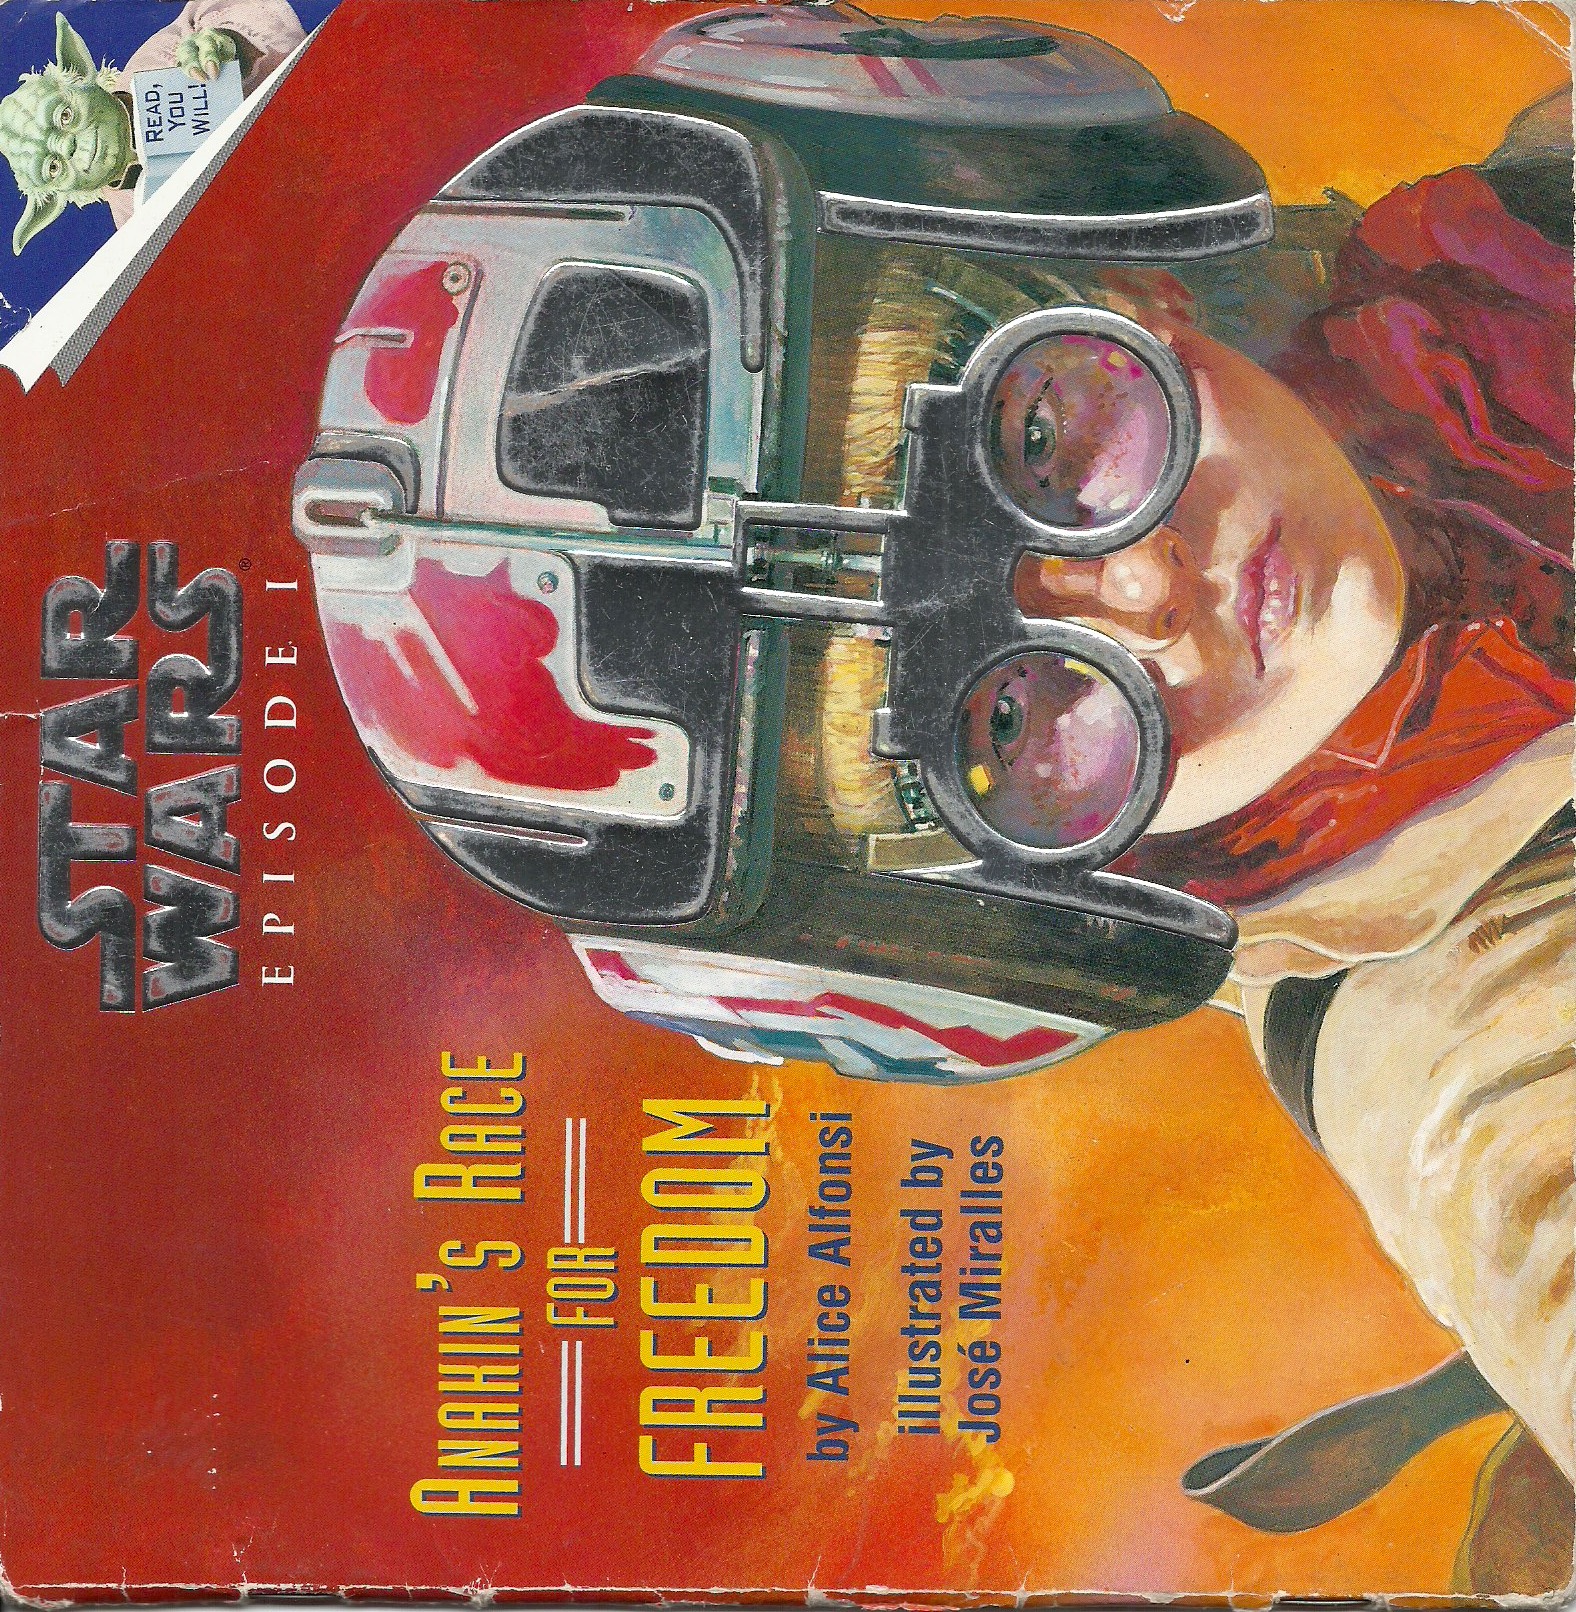 STAR
WARS®
EPISODE I
READ,
YOU
WILL!
ANAKIN'S RACE
FOR
FREEDOM
by Alice Alfonsi
illustrated by
José Miralles